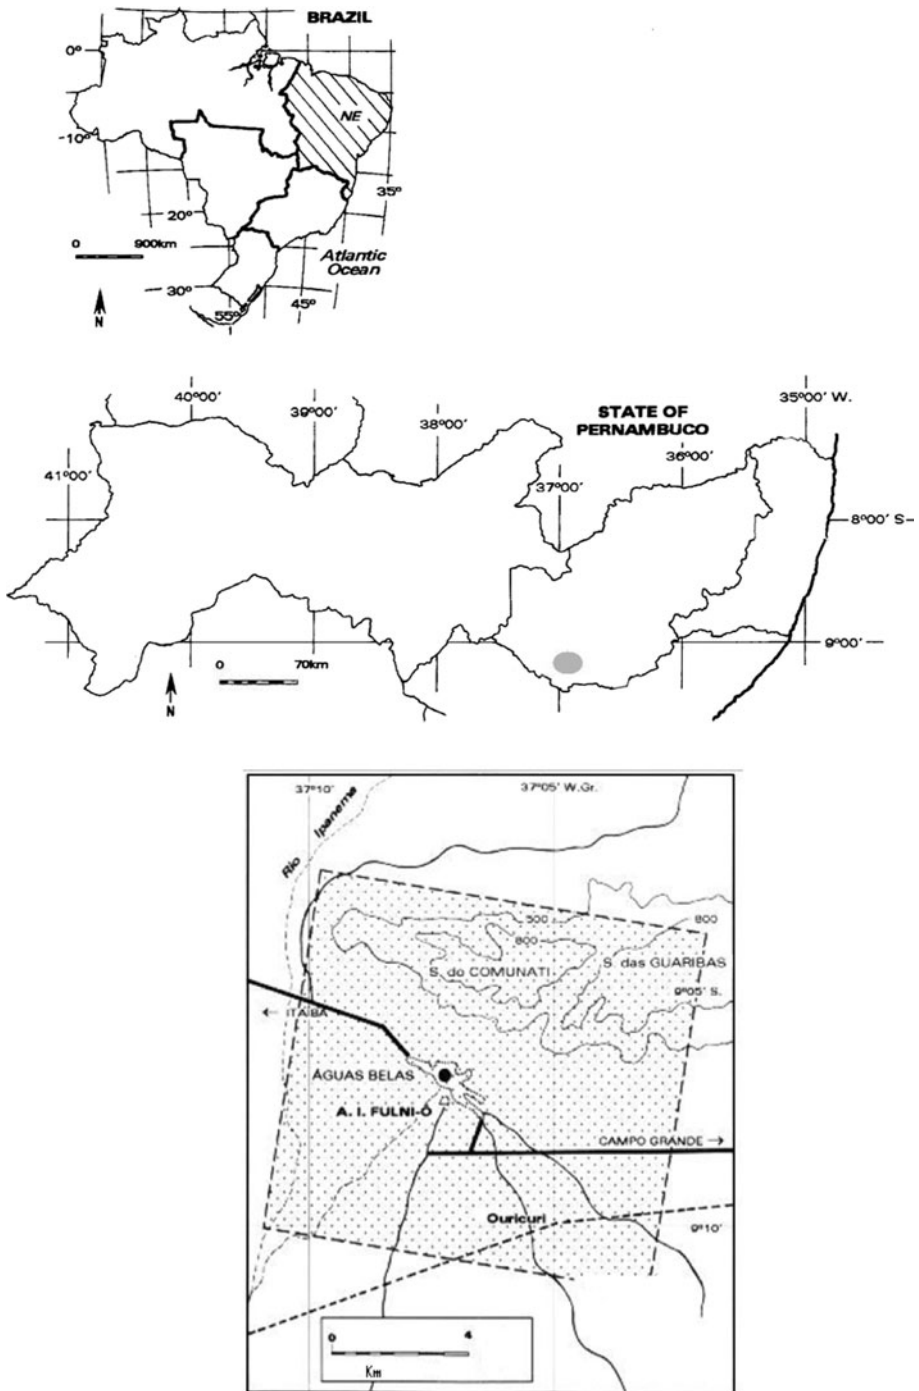 BRAZIL
0°
NE
-10°
35°
20°
0 900km
Atlantic
Ocean
30°
45°
55°
N
40°00'
39°00'
38°00'
STATE OF
PERNAMBUCO
35°00' W.
36°00'
41°00'
37°00'
8°00' S
9°00'
0 70km
N
37°10'
37°05' W.Gr.
Rio Ipanema
500
800
800
S. do COMUNATI
S. das GUARIBAS
9°05' S.
← ITAIBA
ÁGUAS BELAS
A. I. FULNI-Ô
CAMPO GRANDE →
Ouricuri
9°10'
0 4
Km